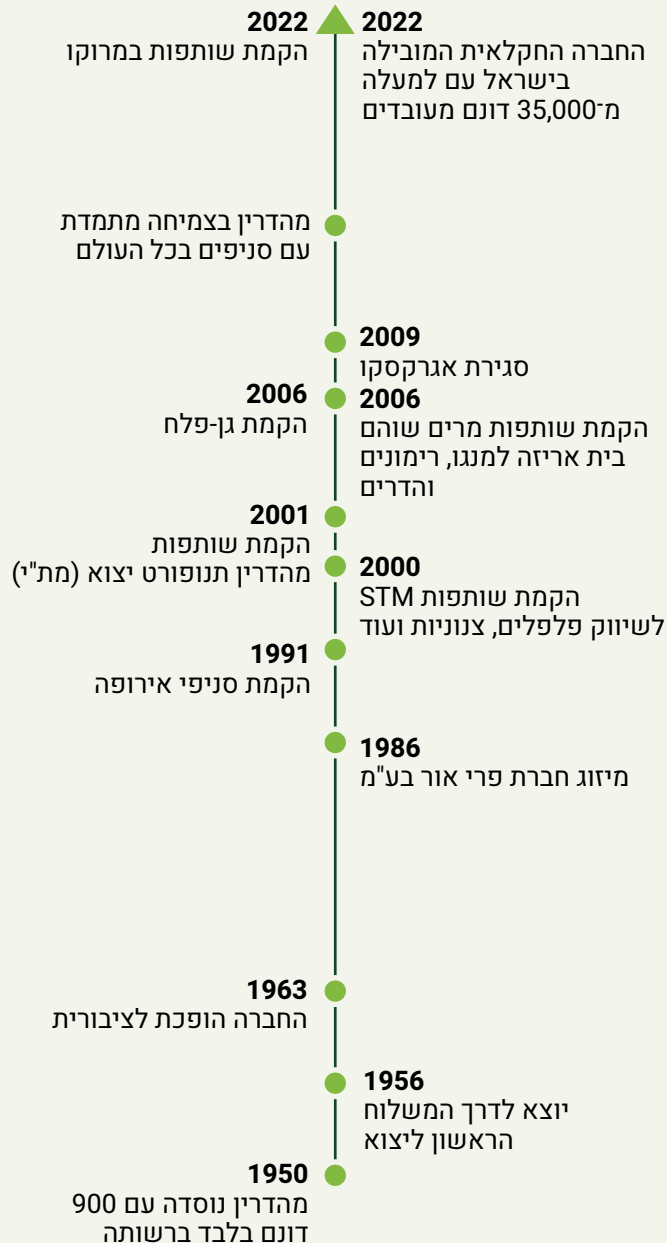 2022
הקמת שותפות במרוקו
2022
החברה החקלאית המובילה
בישראל עם למעלה
מ־35,000 דונם מעובדים
מהדרין בצמיחה מתמדת
עם סניפים בכל העולם
2009
סגירת אגרקסקו
2006
הקמת גן-פלח
2006
הקמת שותפות מרים שוהם
בית אריזה למנגו, רימונים
והדרים
2001
הקמת שותפות
מהדרין תנופורט יצוא (מת"י)
2000
הקמת שותפות STM
לשיווק פלפלים, צנוניות ועוד
1991
הקמת סניפי אירופה
1986
מיזוג חברת פרי אור בע"מ
1963
החברה הופכת לציבורית
1956
יוצא לדרך המשלוח
הראשון ליצוא
1950
מהדרין נוסדה עם 900
דונם בלבד ברשותה